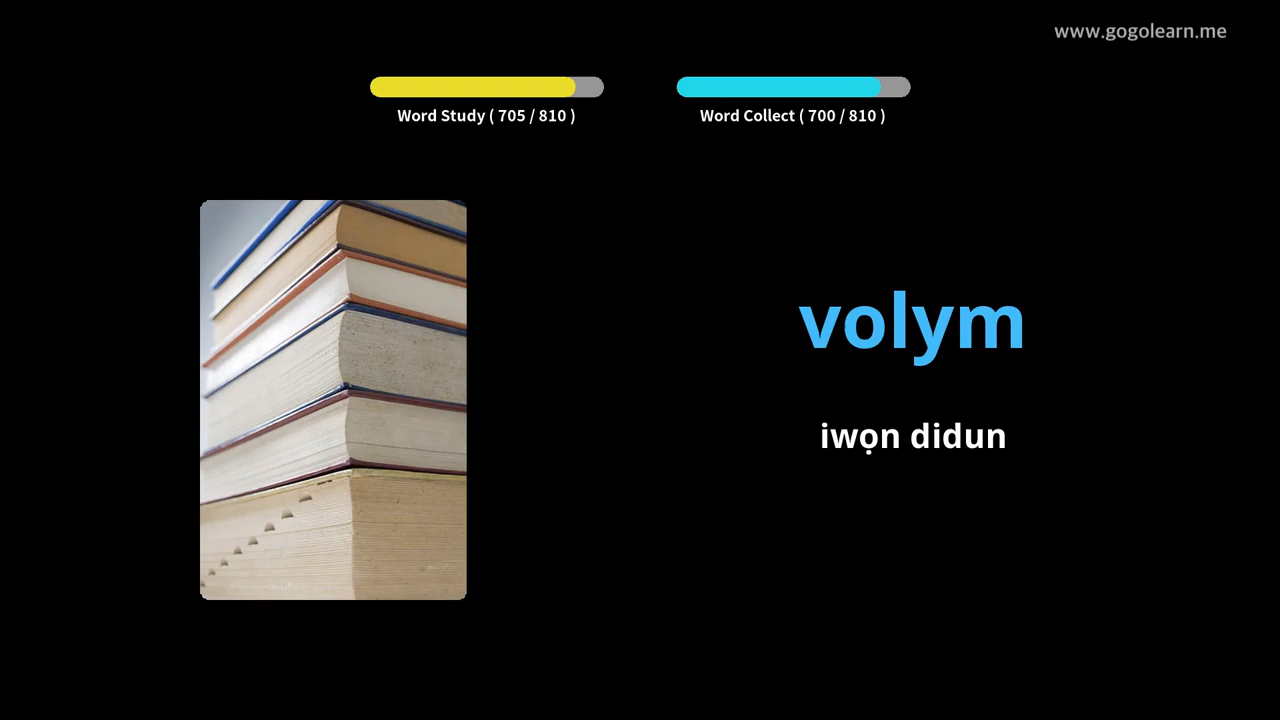 www.gogolearn.me
Word Study ( 705 / 810 )
Word Collect ( 700 / 810 )
volym
iwọn didun